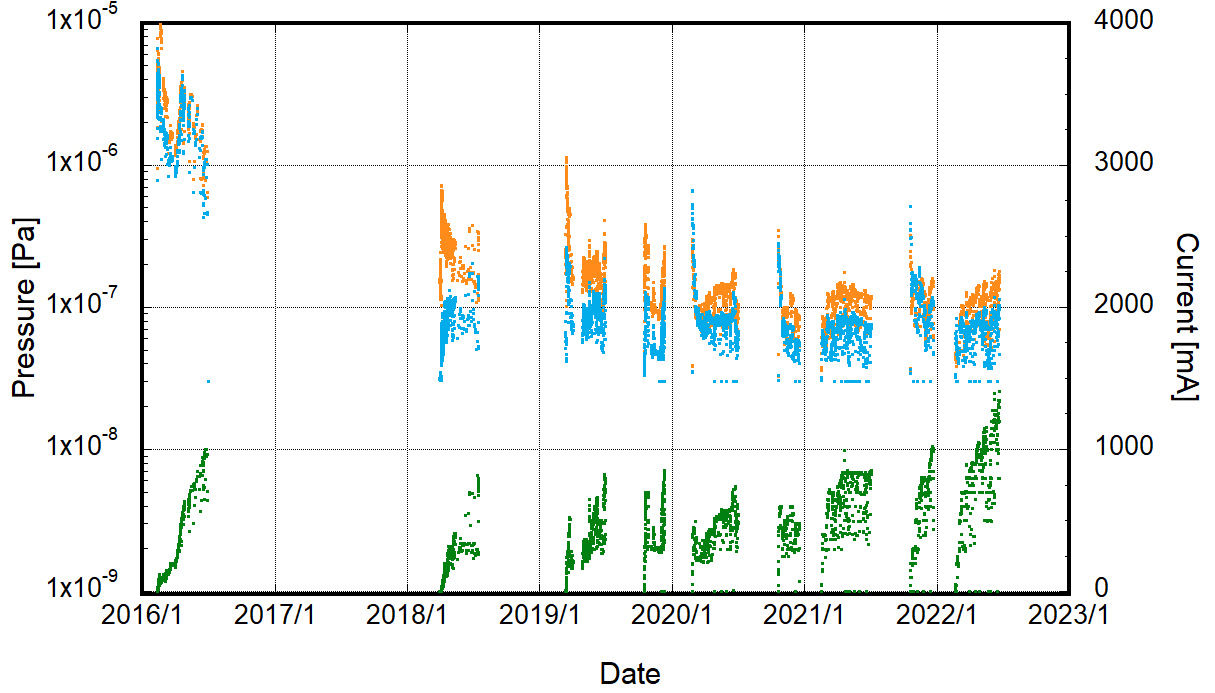 1x10^-5
1x10^-6
1x10^-7
1x10^-8
1x10^-9
Pressure [Pa]
4000
3000
2000
1000
0
Current [mA]
2016/1 2017/1 2018/1 2019/1 2020/1 2021/1 2022/1 2023/1
Date